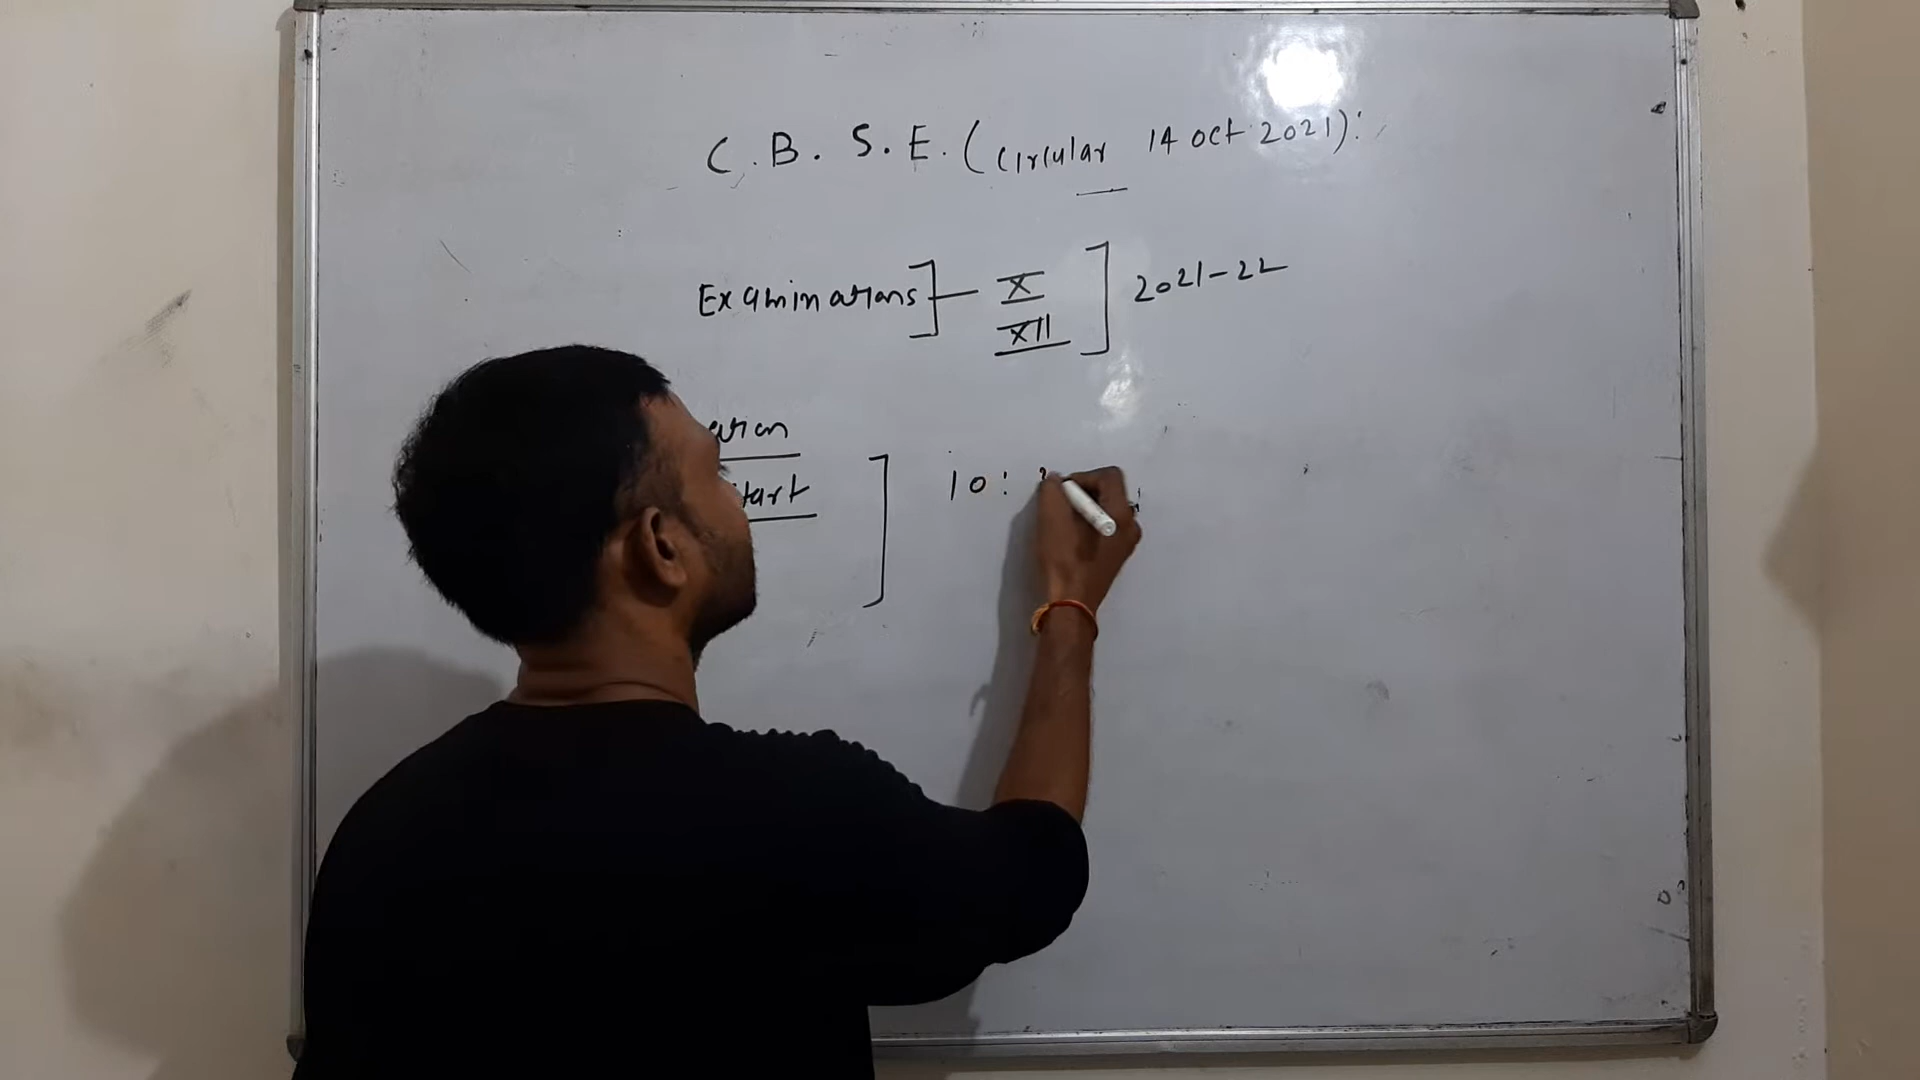 C.B.S.E. (Circular 14 Oct 2021):
Examinations] — X ] 2021-22
XII
start ] 10: